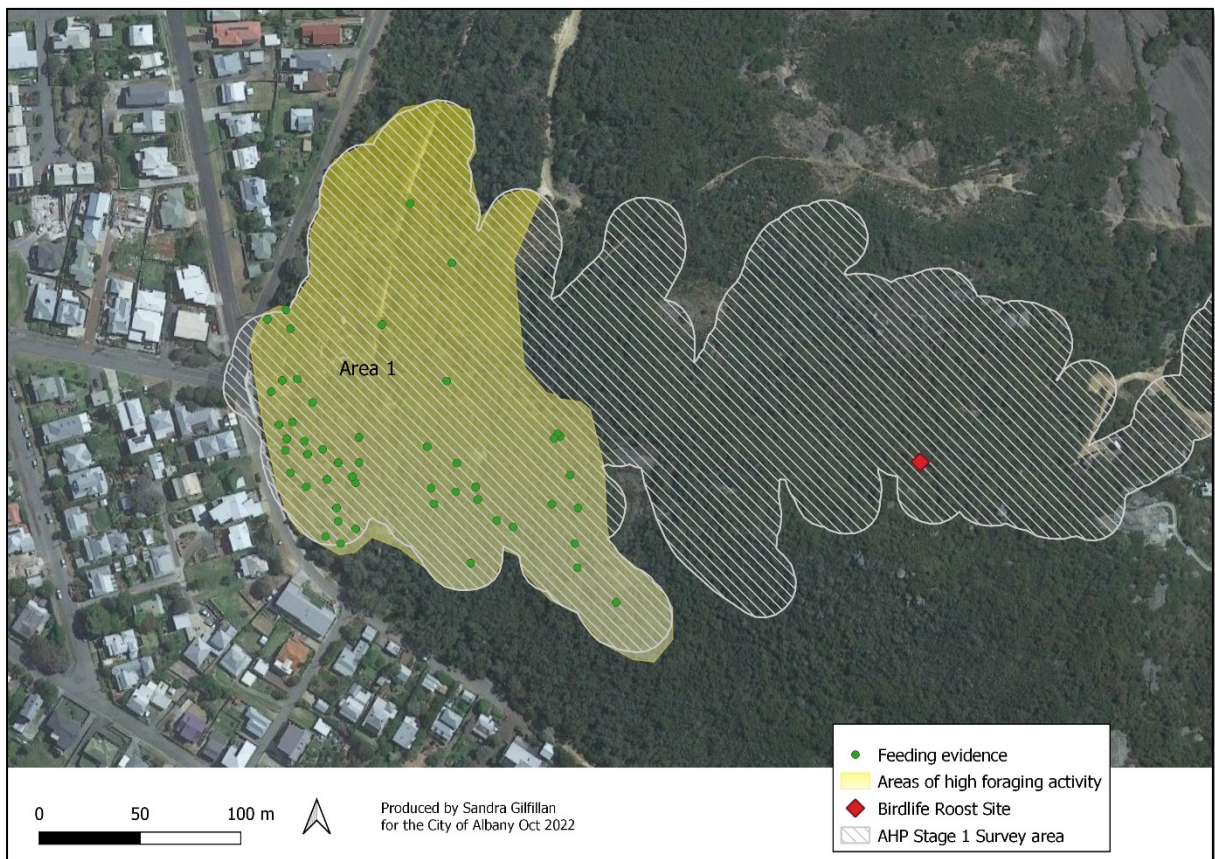 Area 1
Feeding evidence
Areas of high foraging activity
Birdlife Roost Site
AHP Stage 1 Survey area
0 50 100 m
Produced by Sandra Gilfillan
for the City of Albany Oct 2022